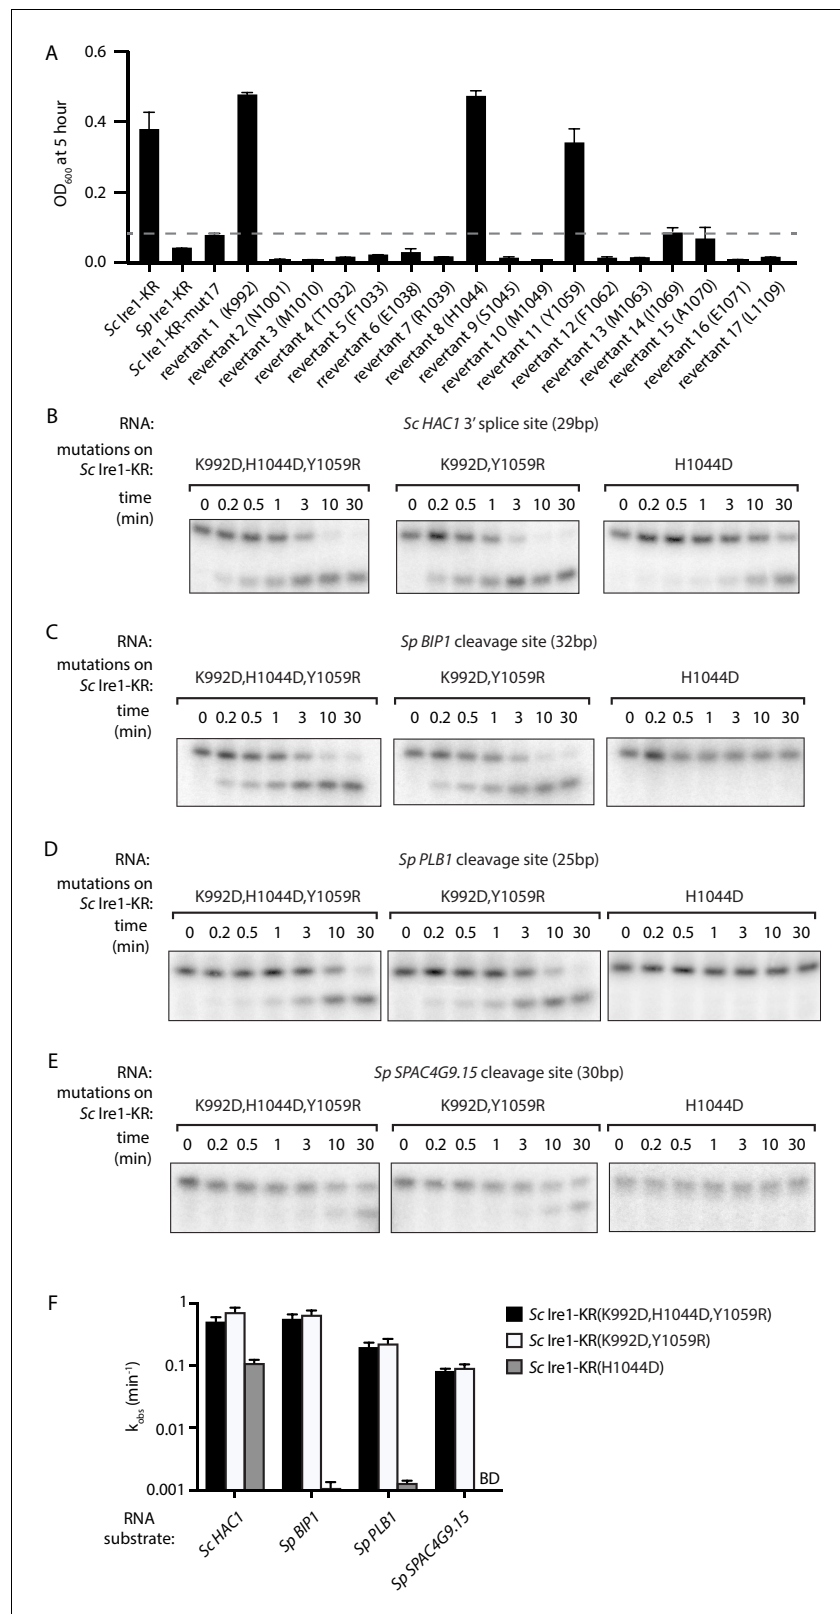 A
0.6
0.4
0.2
0.0
OD600 at 5 hour
Sc Ire1-KR
Sp Ire1-KR
Sc Ire1-KR-mut17
revertant 1 (K992)
revertant 2 (N1001)
revertant 3 (M1010)
revertant 4 (T1032)
revertant 5 (F1033)
revertant 6 (E1038)
revertant 7 (R1039)
revertant 8 (H1044)
revertant 9 (S1045)
revertant 10 (M1049)
revertant 11 (Y1059)
revertant 12 (F1062)
revertant 13 (M1063)
revertant 14 (I1069)
revertant 15 (A1070)
revertant 16 (E1071)
revertant 17 (L1109)
B
RNA: Sc HAC1 3' splice site (29bp)
mutations on
Sc Ire1-KR: K992D,H1044D,Y1059R K992D,Y1059R H1044D
time 0 0.2 0.5 1 3 10 30 0 0.2 0.5 1 3 10 30 0 0.2 0.5 1 3 10 30
(min)
C
RNA: Sp BIP1 cleavage site (32bp)
mutations on
Sc Ire1-KR: K992D,H1044D,Y1059R K992D,Y1059R H1044D
time 0 0.2 0.5 1 3 10 30 0 0.2 0.5 1 3 10 30 0 0.2 0.5 1 3 10 30
(min)
D
RNA: Sp PLB1 cleavage site (25bp)
mutations on
Sc Ire1-KR: K992D,H1044D,Y1059R K992D,Y1059R H1044D
time 0 0.2 0.5 1 3 10 30 0 0.2 0.5 1 3 10 30 0 0.2 0.5 1 3 10 30
(min)
E
RNA: Sp SPAC4G9.15 cleavage site (30bp)
mutations on
Sc Ire1-KR: K992D,H1044D,Y1059R K992D,Y1059R H1044D
time 0 0.2 0.5 1 3 10 30 0 0.2 0.5 1 3 10 30 0 0.2 0.5 1 3 10 30
(min)
F
1
0.1
0.01
0.001
kobs (min-1)
BD
Sc Ire1-KR(K992D,H1044D,Y1059R)
Sc Ire1-KR(K992D,Y1059R)
Sc Ire1-KR(H1044D)
RNA
substrate:
Sc HAC1
Sp BIP1
Sp PLB1
Sp SPAC4G9.15